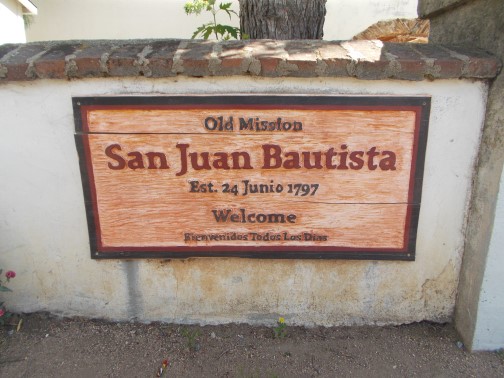 Old Mission
San Juan Bautista
Est. 24 Junio 1797
Welcome
Bienvenidos Todos Los Dias